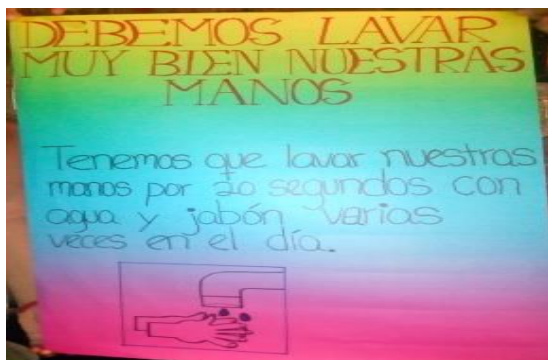 DEBEMOS LAVAR
MUY BIEN NUESTRAS
MANOS
Tenemos que lavar nuestras
manos por 20 segundos con
agua y jabón varias
veces en el día.